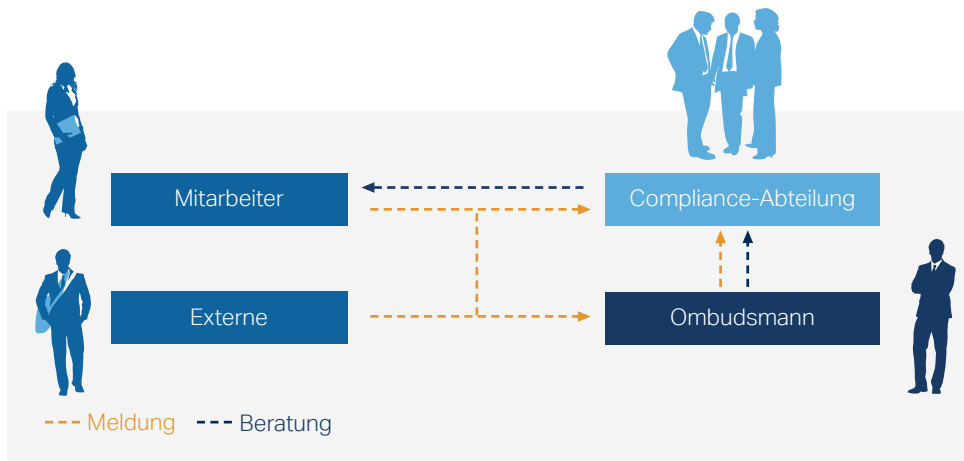 Mitarbeiter
Compliance-Abteilung
Externe
Ombudsmann
Meldung
Beratung